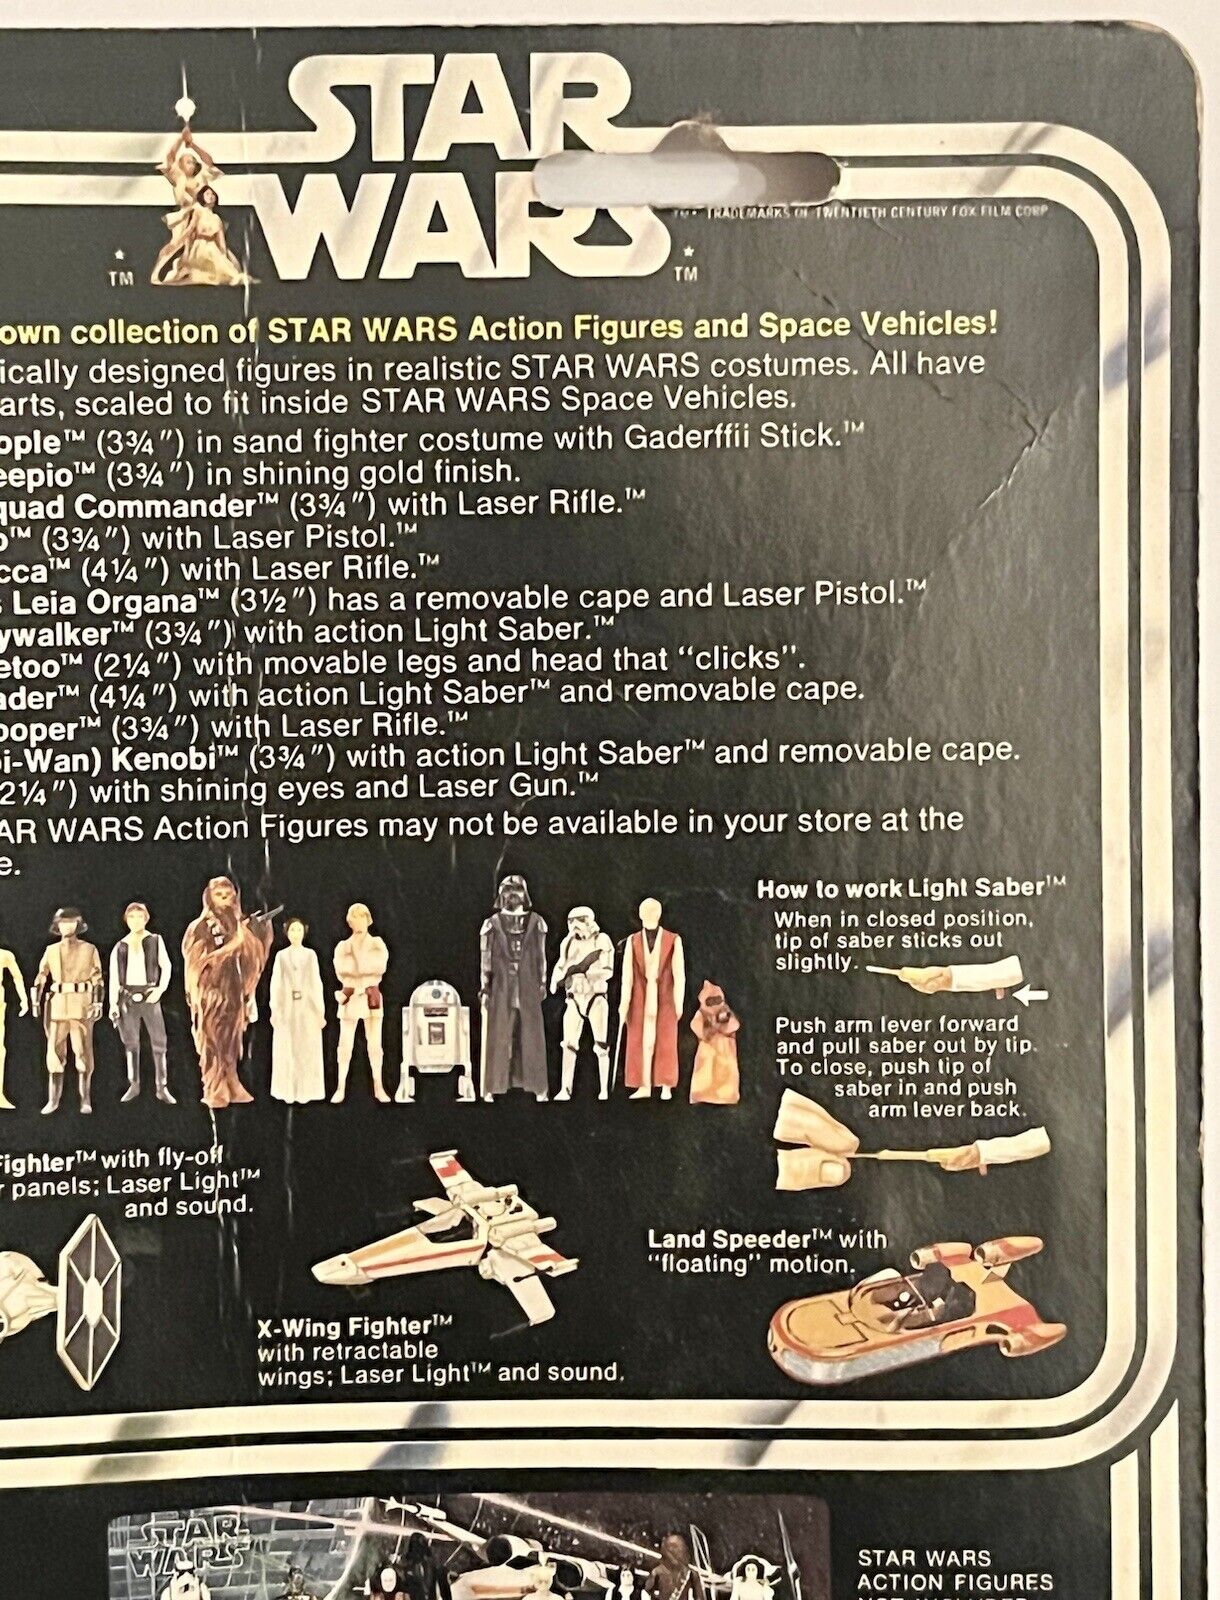 STAR
WARS
TM
TM
TRADEMARKS OF TWENTIETH CENTURY FOX FILM CORP
own collection of STAR WARS Action Figures and Space Vehicles!
ically designed figures in realistic STAR WARS costumes. All have
arts, scaled to fit inside STAR WARS Space Vehicles.
ople™ (3¾") in sand fighter costume with Gaderffii Stick.™
eepio™ (3¾") in shining gold finish.
quad Commander™ (3¾") with Laser Rifle.™
o™ (3¾") with Laser Pistol.™
cca™ (4¼") with Laser Rifle.™
s Leia Organa™ (3½") has a removable cape and Laser Pistol.™
ywalker™ (3¾") with action Light Saber.™
etoo™ (2¼") with movable legs and head that "clicks".
ader™ (4¼") with action Light Saber™ and removable cape.
ooper™ (3¾") with Laser Rifle.™
i-Wan) Kenobi™ (3¾") with action Light Saber™ and removable cape.
2¼") with shining eyes and Laser Gun.™
AR WARS Action Figures may not be available in your store at the
e.
How to work Light Saber™
When in closed position,
tip of saber sticks out
slightly.
Push arm lever forward
and pull saber out by tip.
To close, push tip of
saber in and push
arm lever back.
Fighter™ with fly-off
r panels; Laser Light™
and sound.
X-Wing Fighter™
with retractable
wings; Laser Light™ and sound.
Land Speeder™ with
"floating" motion.
STAR
WARS
STAR WARS
ACTION FIGURES
NOT INCLUDED